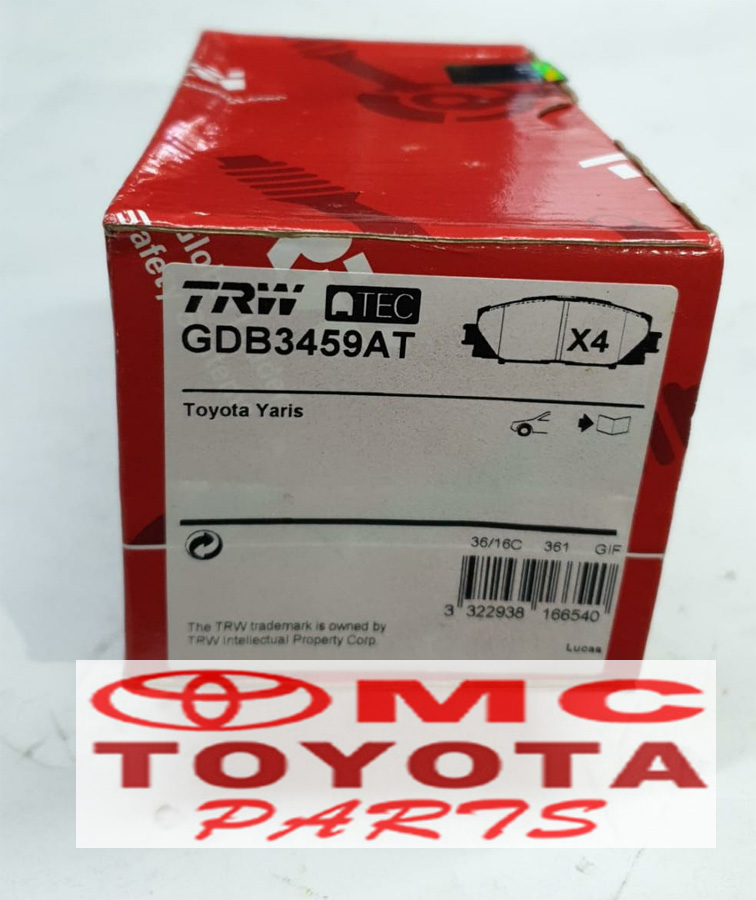 TRW QTEC
GDB3459AT
X4
Toyota Yaris
36/16C 361 GIF
3 322938 166540
The TRW trademark is owned by
TRW Intellectual Property Corp.
Lucas
MC
TOYOTA
PARTS